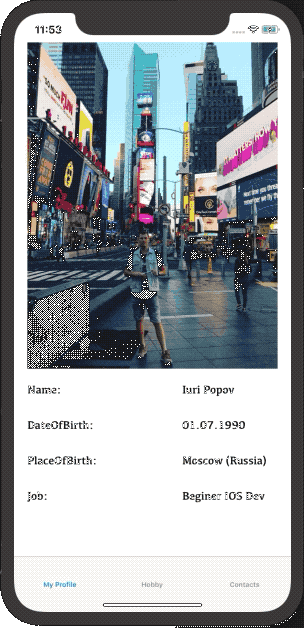 11:53
Name: Iuri Popov
DateOfBirth: 01.07.1990
PlaceOfBirth: Moscow (Russia)
Job: Beginer IOS Dev
My Profile Hobby Contacts